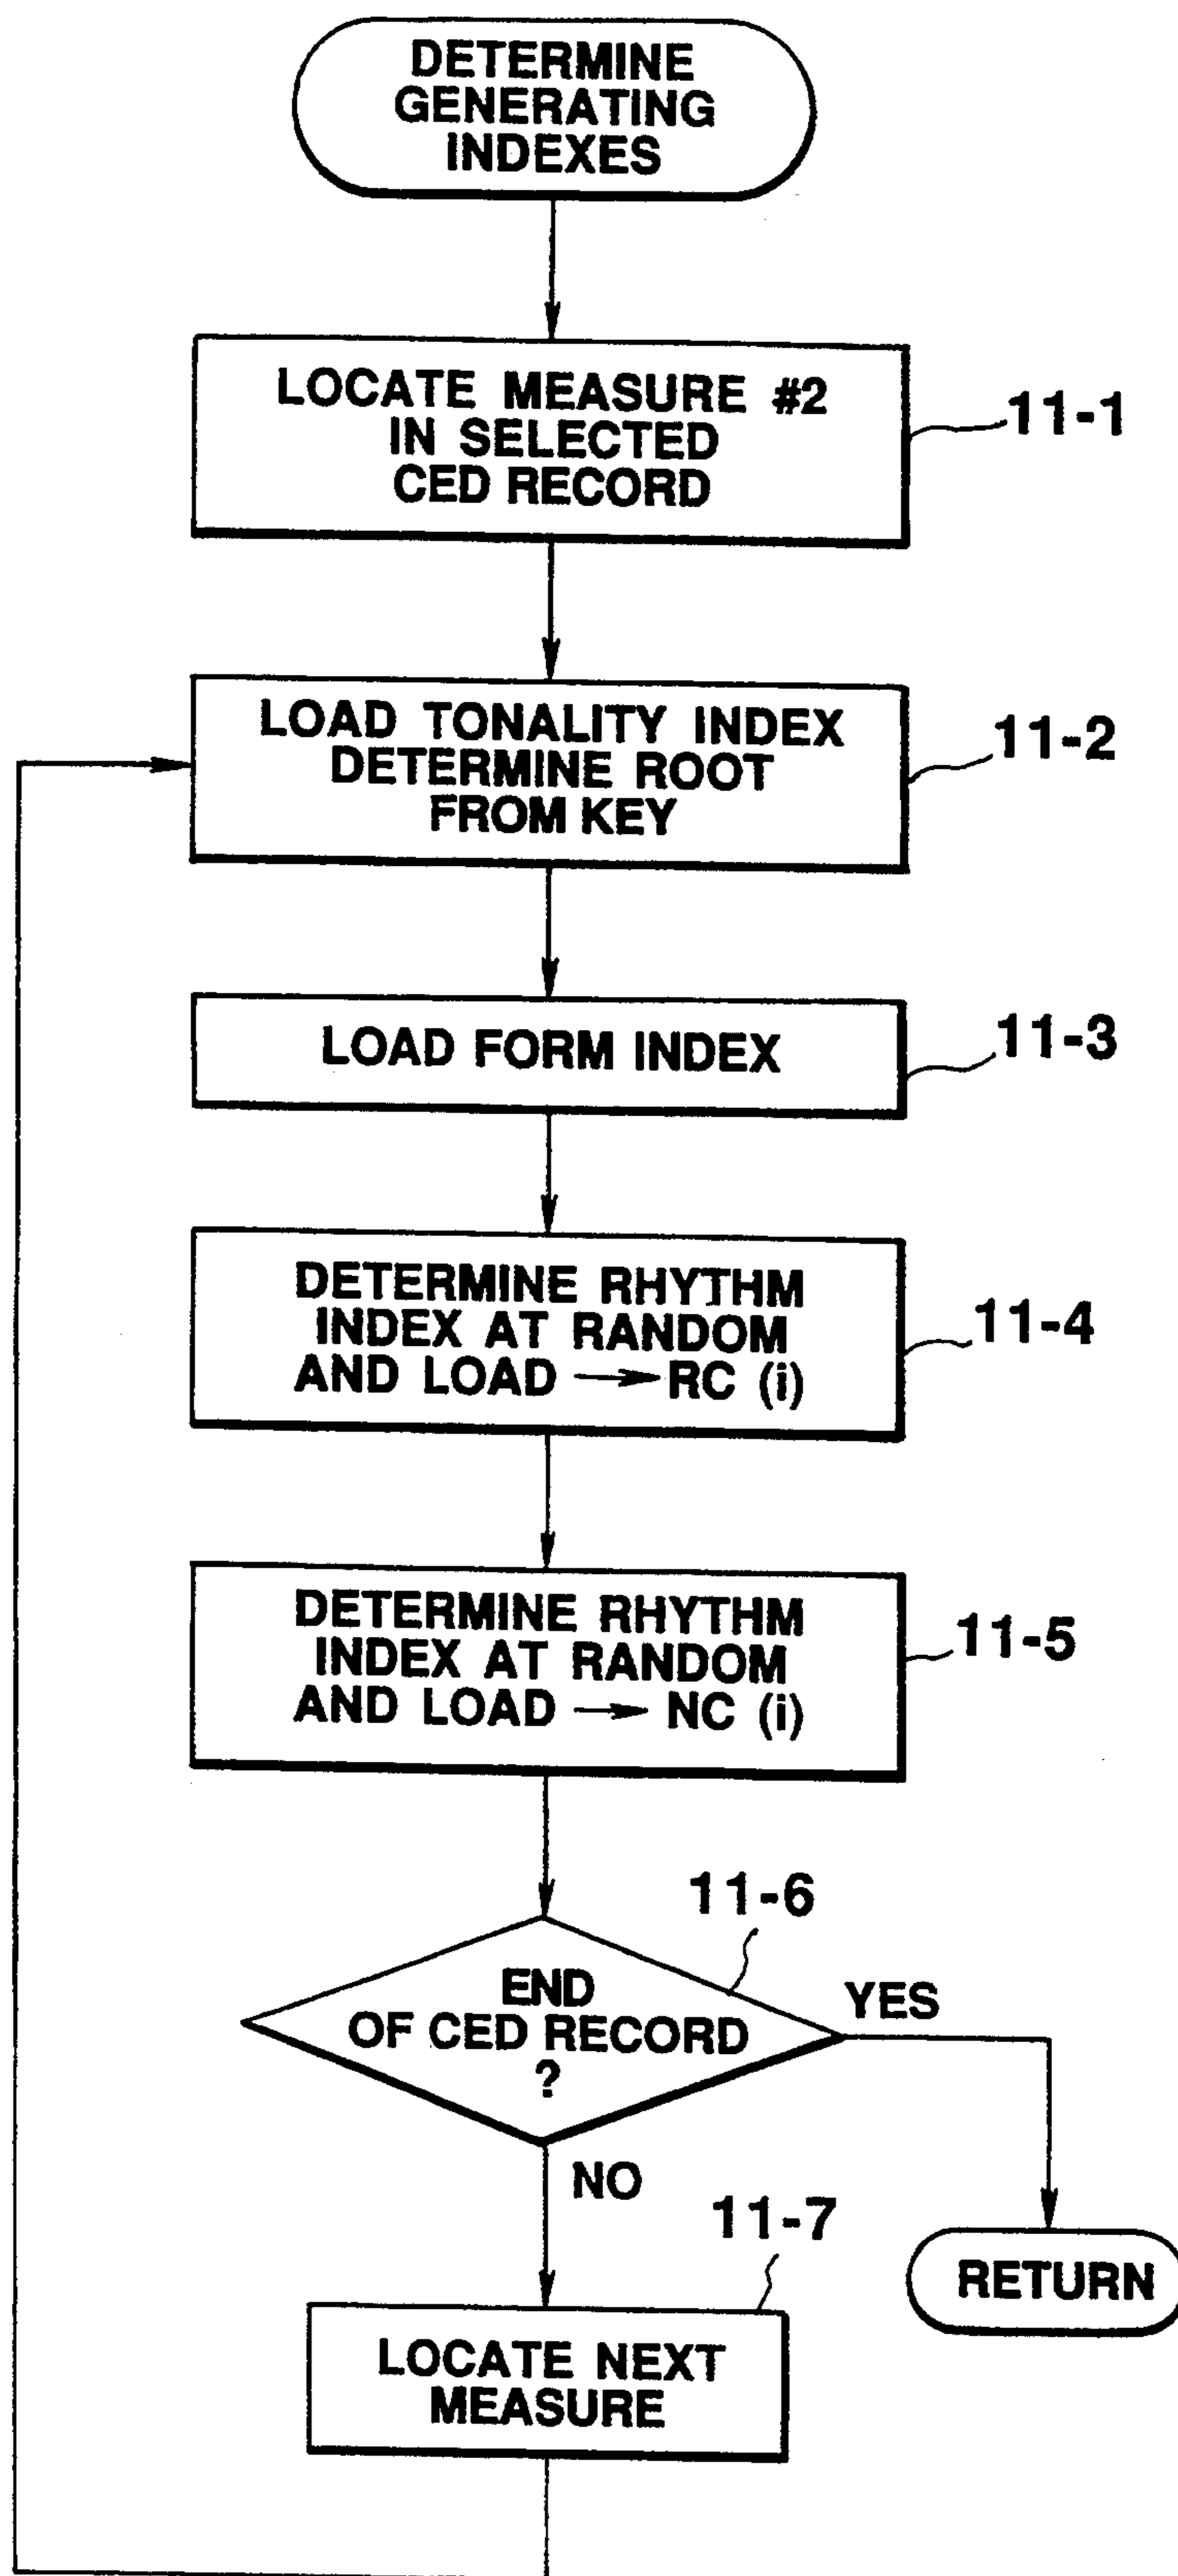 DETERMINE
GENERATING
INDEXES
LOCATE MEASURE #2
IN SELECTED
CED RECORD
11-1
LOAD TONALITY INDEX
DETERMINE ROOT
FROM KEY
11-2
LOAD FORM INDEX
11-3
DETERMINE RHYTHM
INDEX AT RANDOM
AND LOAD → RC (i)
11-4
DETERMINE RHYTHM
INDEX AT RANDOM
AND LOAD → NC (i)
11-5
11-6
END
OF CED RECORD
?
YES
NO
11-7
RETURN
LOCATE NEXT
MEASURE